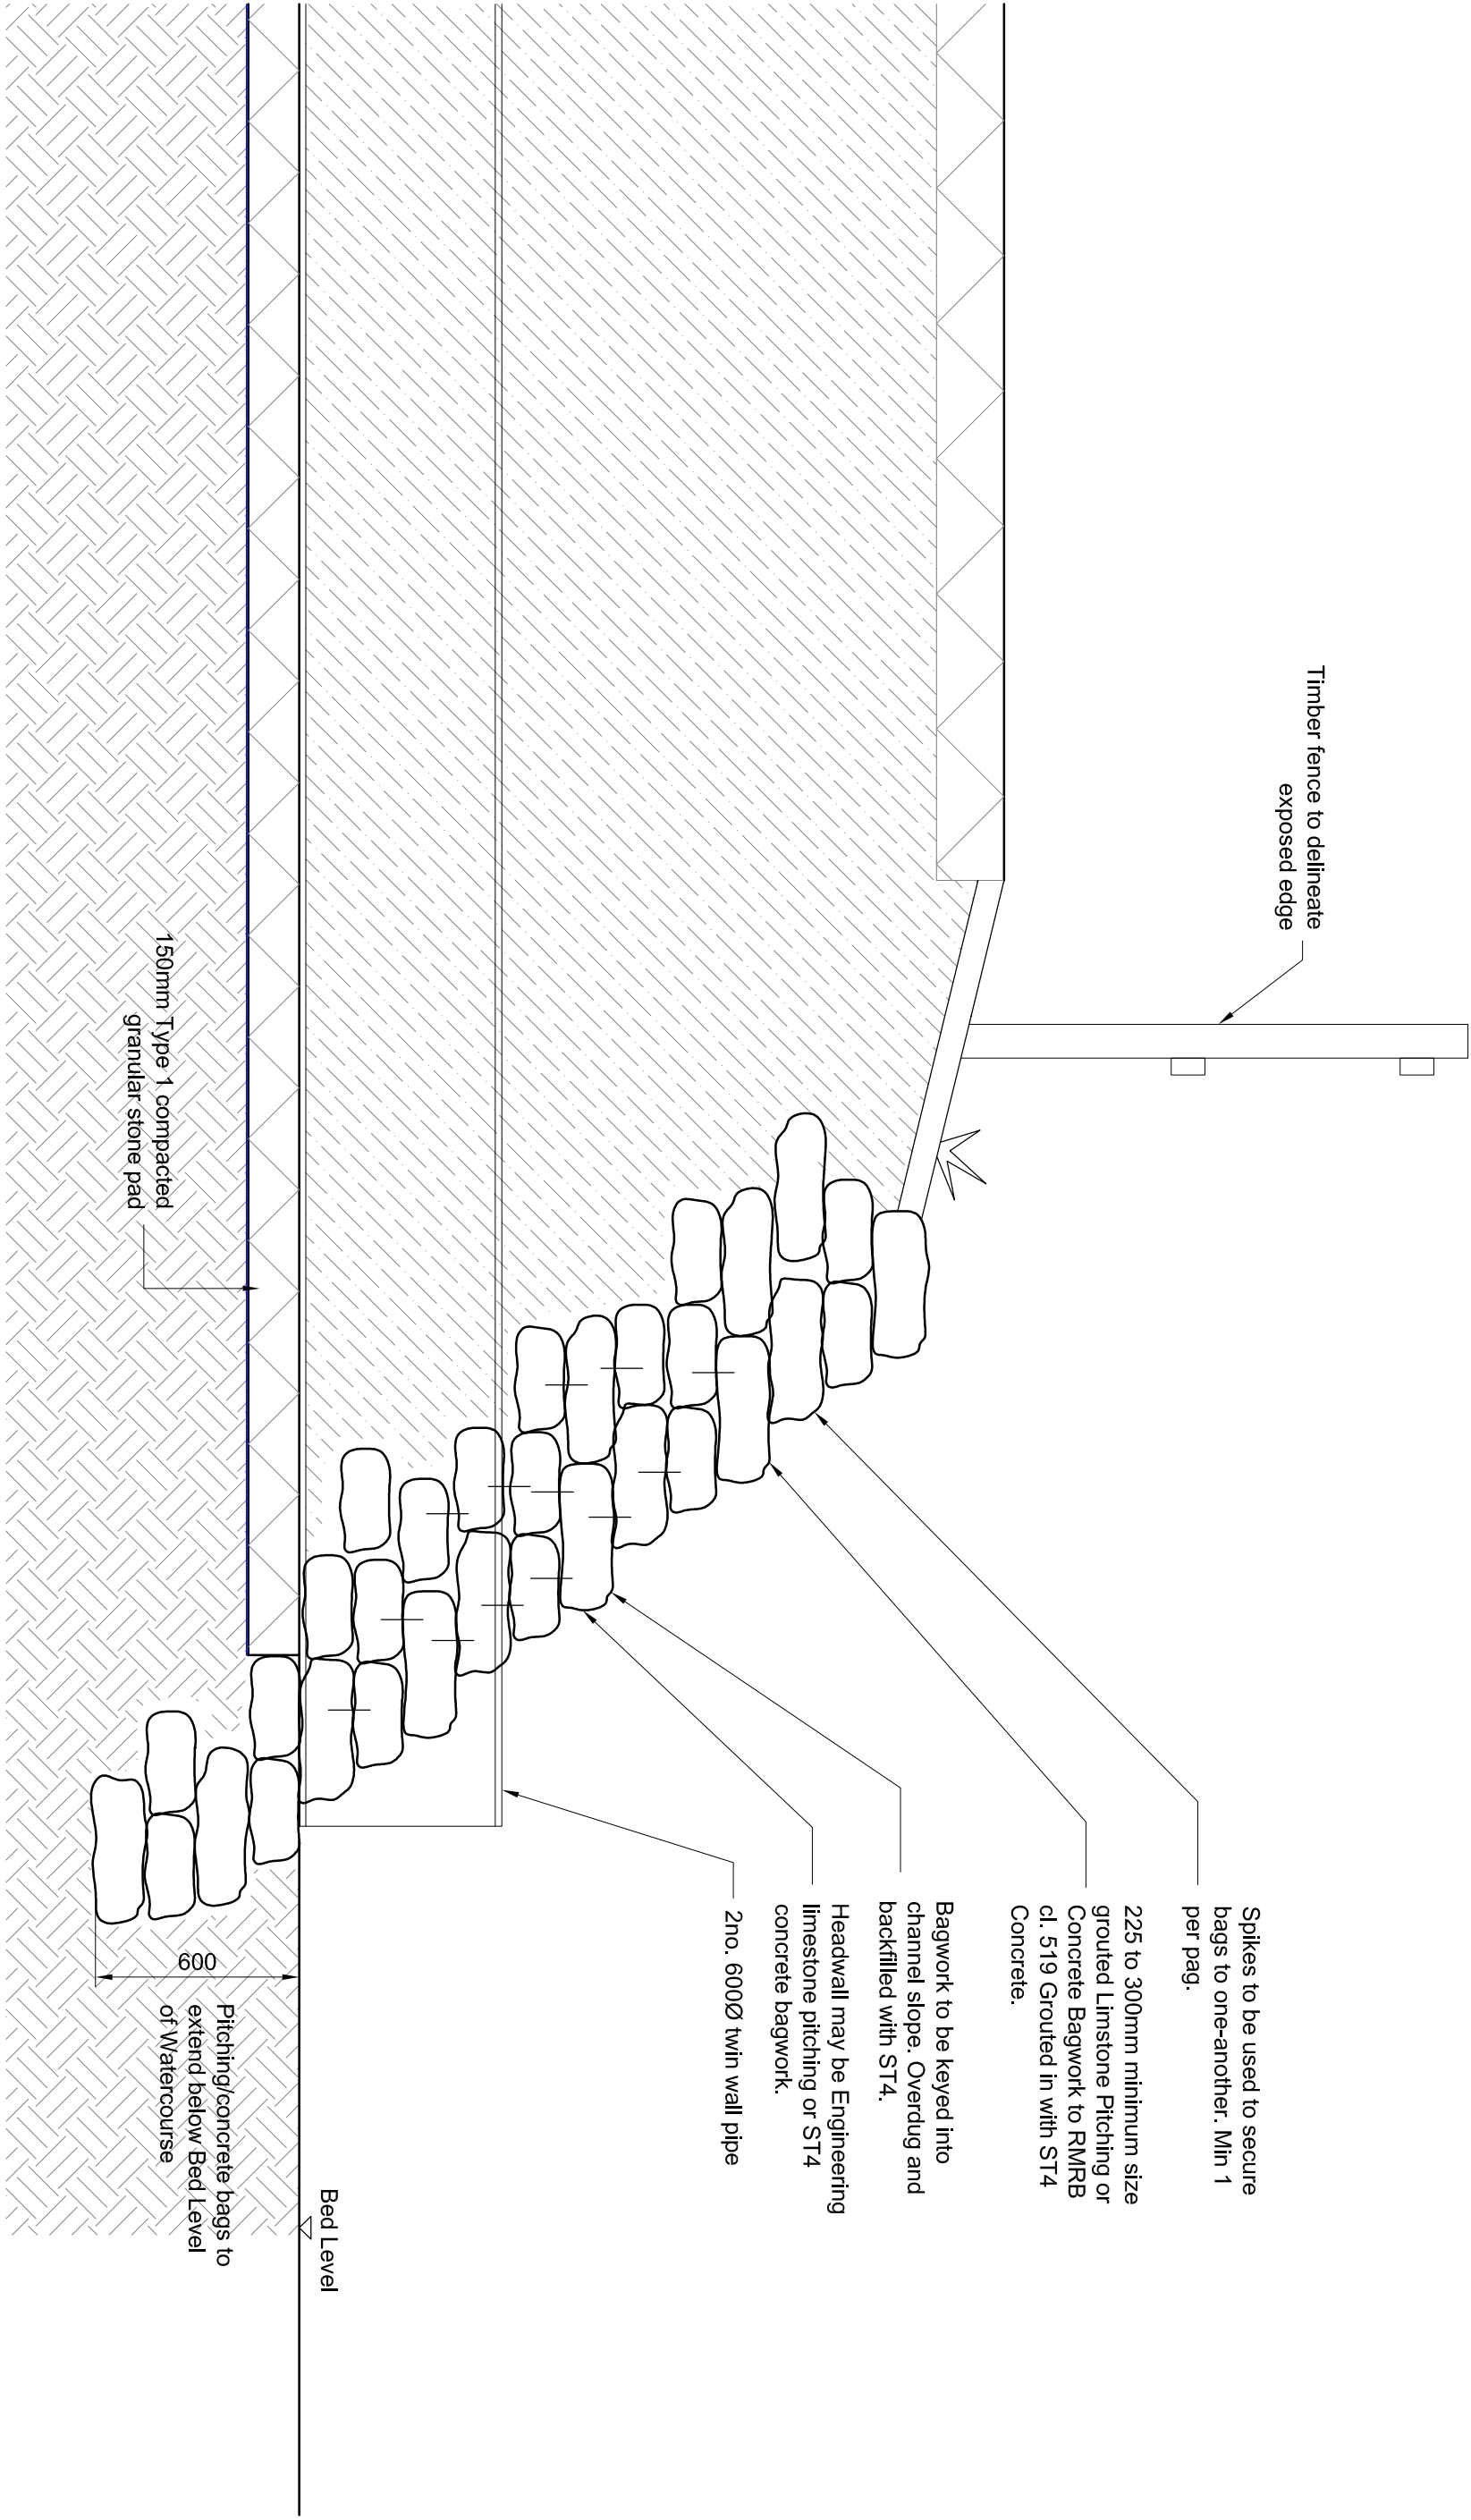 Timber fence to delineate
exposed edge
Spikes to be used to secure
bags to one-another. Min 1
per pag.
225 to 300mm minimum size
grouted Limstone Pitching or
Concrete Bagwork to RMRB
cl. 519 Grouted in with ST4
Concrete.
Bagwork to be keyed into
channel slope. Overdug and
backfilled with ST4.
Headwall may be Engineering
limestone pitching or ST4
concrete bagwork.
2no. 600Ø twin wall pipe
Bed Level
600
Pitching/concrete bags to
extend below Bed Level
of Watercourse
150mm Type 1 compacted
granular stone pad